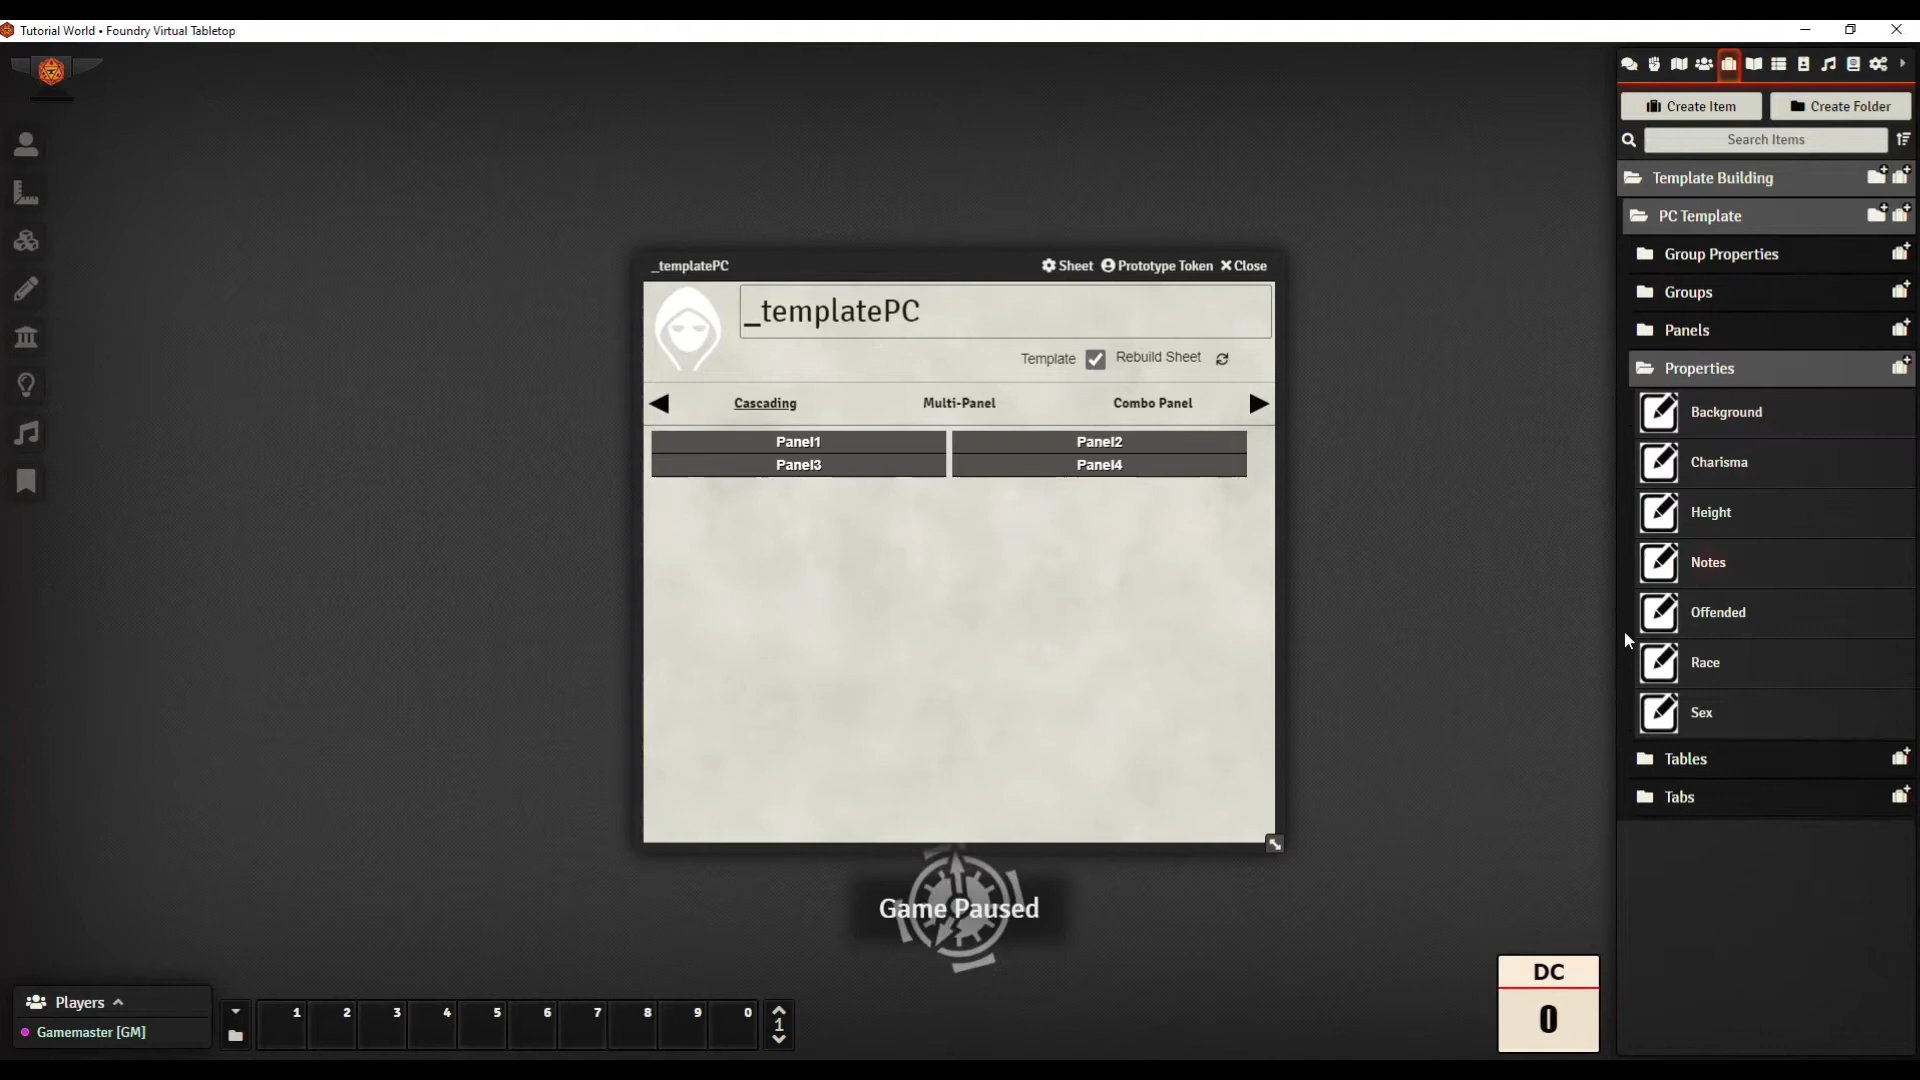 Tutorial World • Foundry Virtual Tabletop
Create Item
Create Folder
Search Items
Template Building
PC Template
Group Properties
Groups
Panels
Properties
Background
Charisma
Height
Notes
Offended
Race
Sex
Tables
Tabs
_templatePC
Sheet
Prototype Token
Close
_templatePC
Template
Rebuild Sheet
Cascading
Multi-Panel
Combo Panel
Panel1
Panel2
Panel3
Panel4
Game Paused
Players
Gamemaster [GM]
1 2 3 4 5 6 7 8 9 0
1
DC
0